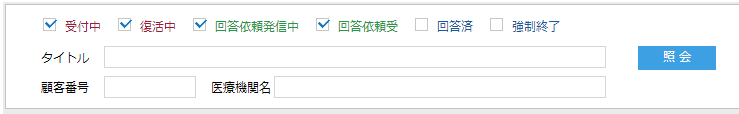 受付中 復活中 回答依頼発信中 回答依頼受 回答済 強制終了
タイトル 照会
顧客番号 医療機関名